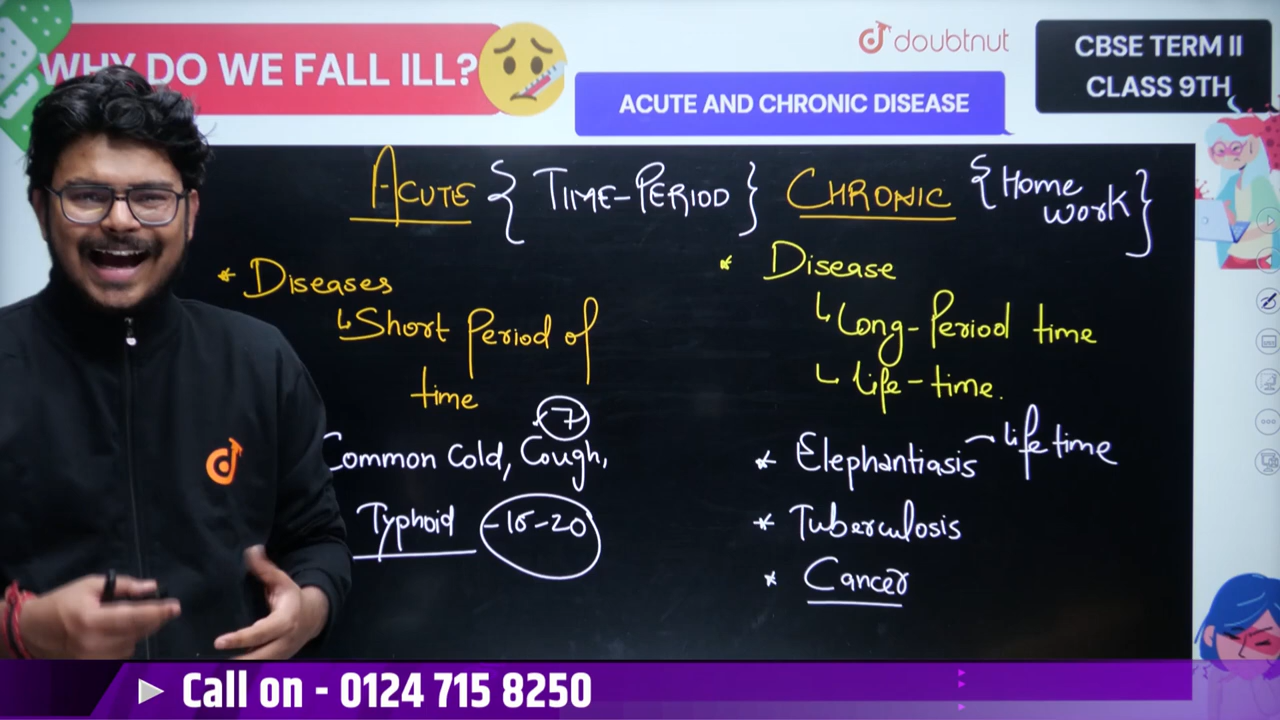 WHY DO WE FALL ILL?
doubtnut
CBSE TERM II
CLASS 9TH
ACUTE AND CHRONIC DISEASE
ACUTE { TIME-PERIOD }
CHRONIC { Home
work }
* Diseases
↳ Short Period of
time
7
Common Cold, Cough,
Typhoid - 15-20
* Disease
↳ Long-Period time
↳ life-time.
* Elephantiasis - life time
* Tuberculosis
* Cancer
Call on - 0124 715 8250